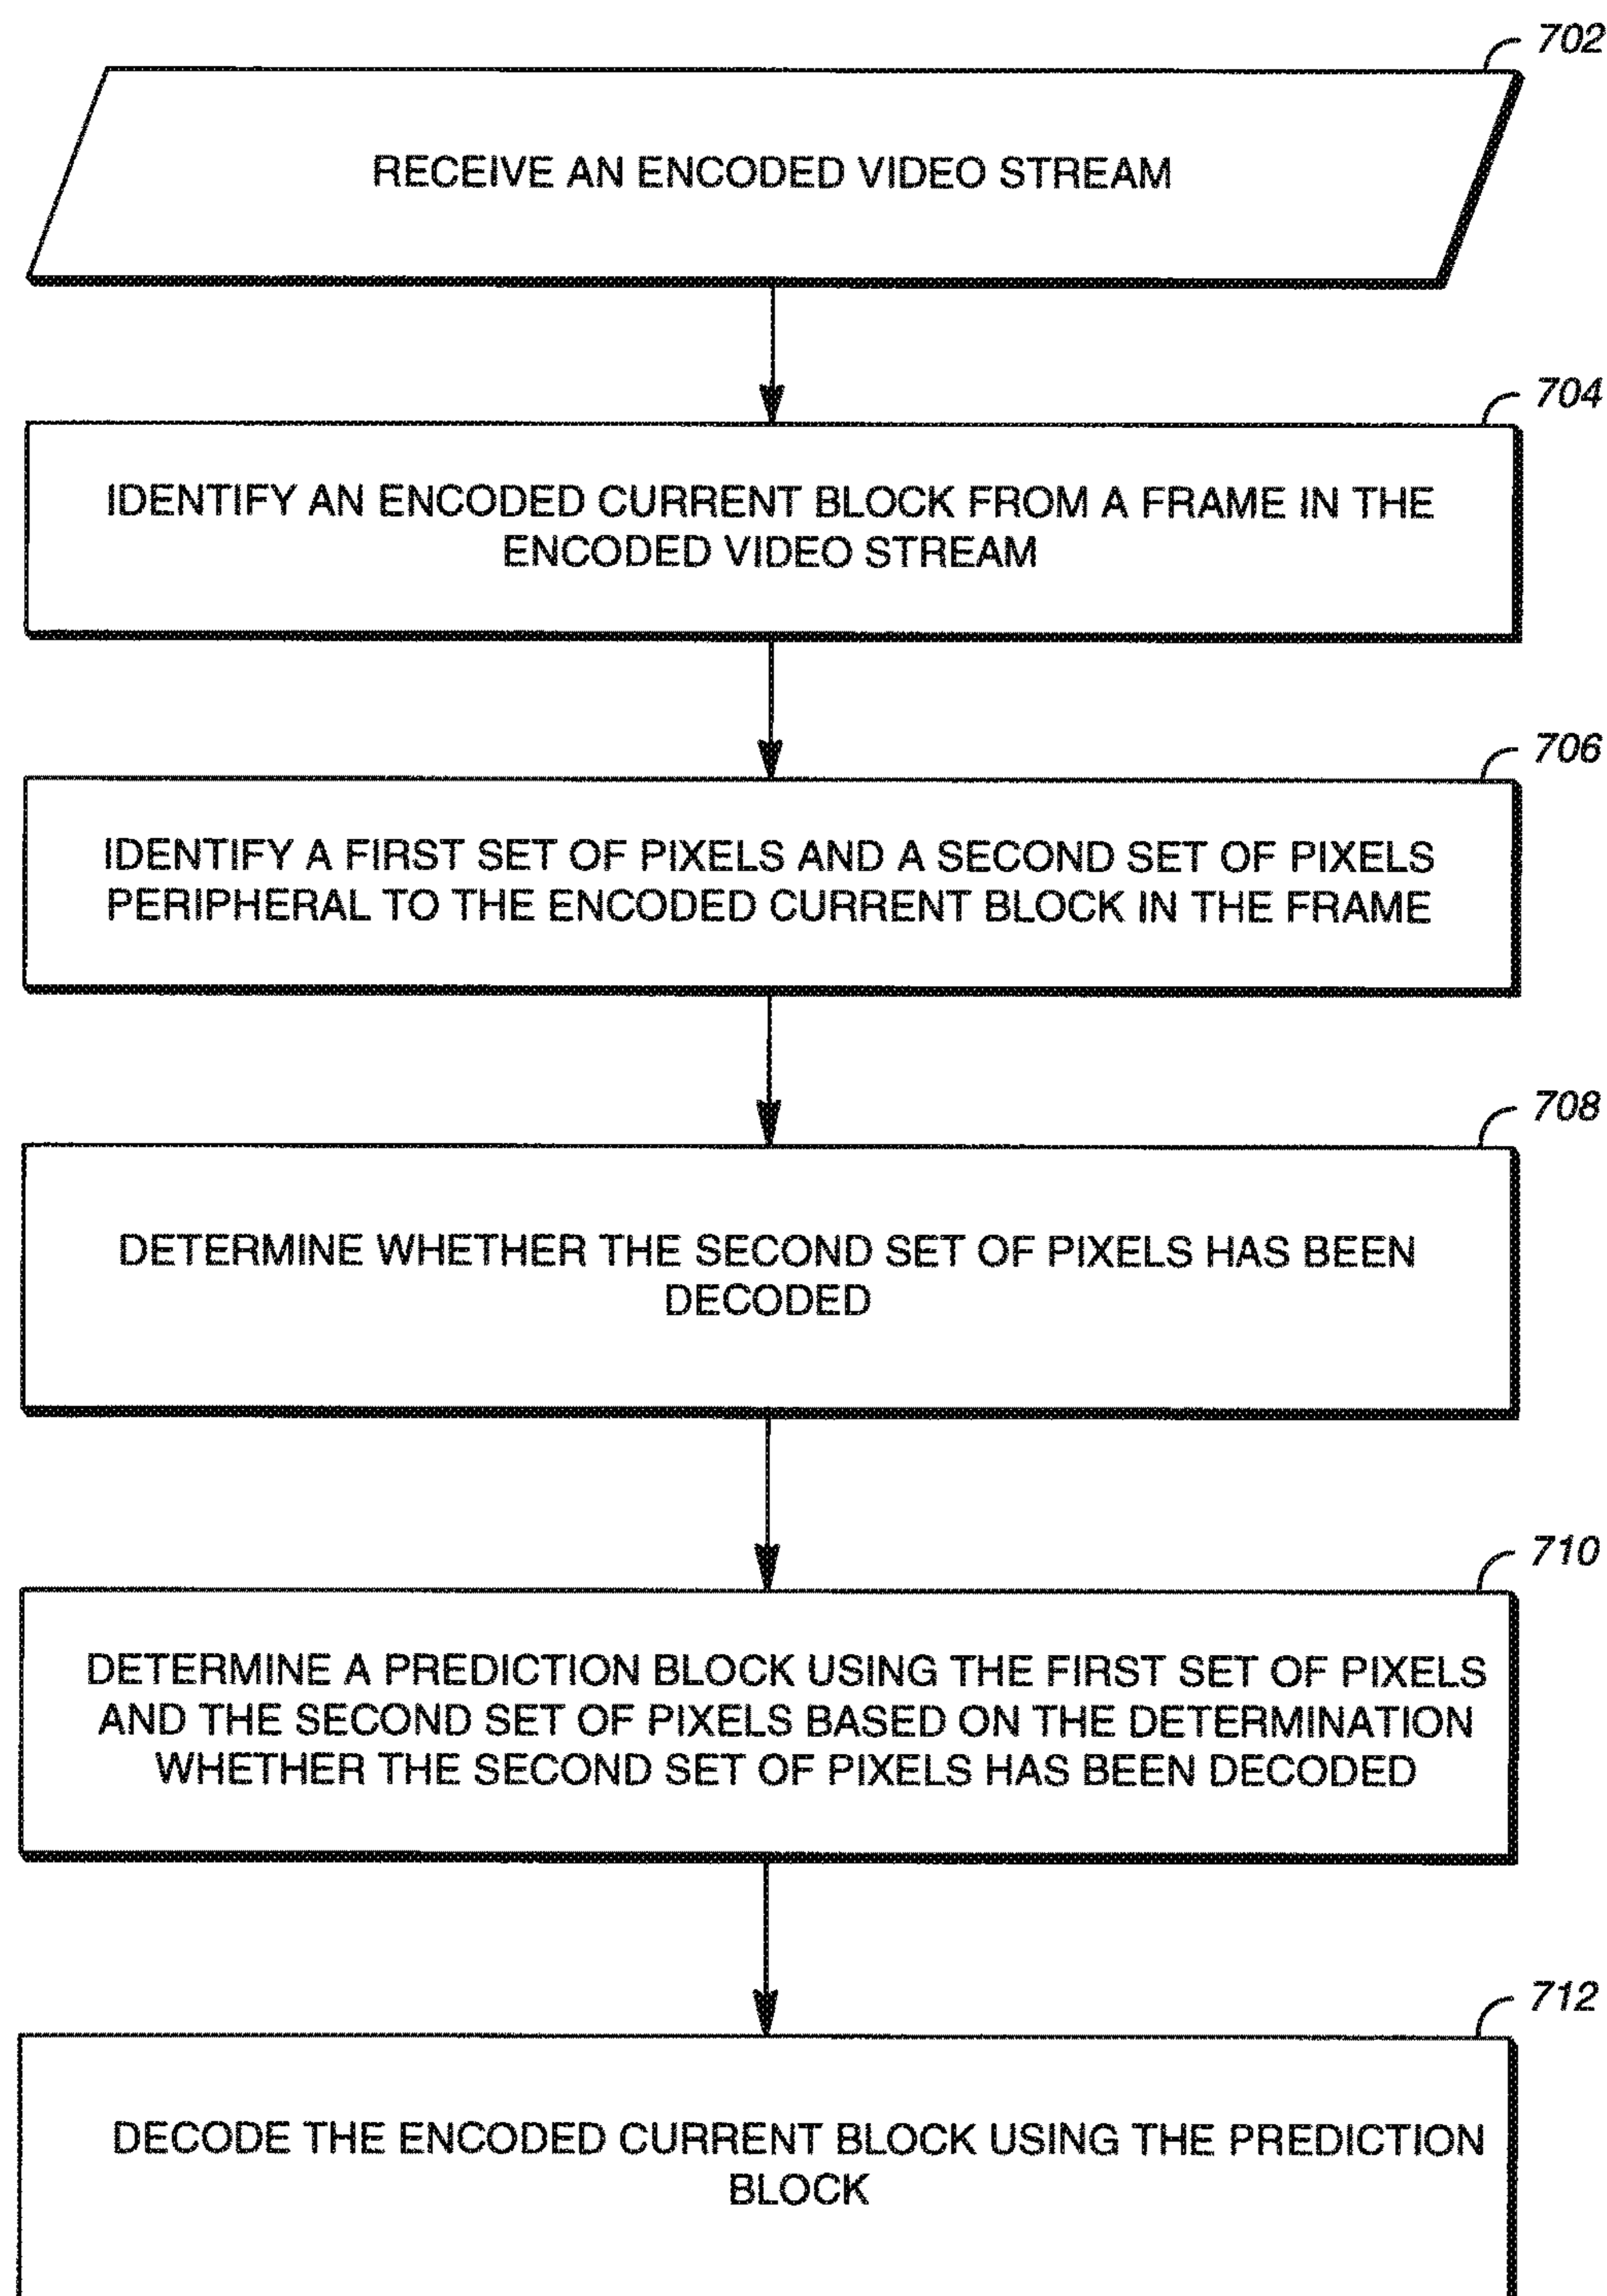 702
RECEIVE AN ENCODED VIDEO STREAM
704
IDENTIFY AN ENCODED CURRENT BLOCK FROM A FRAME IN THE
ENCODED VIDEO STREAM
706
IDENTIFY A FIRST SET OF PIXELS AND A SECOND SET OF PIXELS
PERIPHERAL TO THE ENCODED CURRENT BLOCK IN THE FRAME
708
DETERMINE WHETHER THE SECOND SET OF PIXELS HAS BEEN
DECODED
710
DETERMINE A PREDICTION BLOCK USING THE FIRST SET OF PIXELS
AND THE SECOND SET OF PIXELS BASED ON THE DETERMINATION
WHETHER THE SECOND SET OF PIXELS HAS BEEN DECODED
712
DECODE THE ENCODED CURRENT BLOCK USING THE PREDICTION
BLOCK